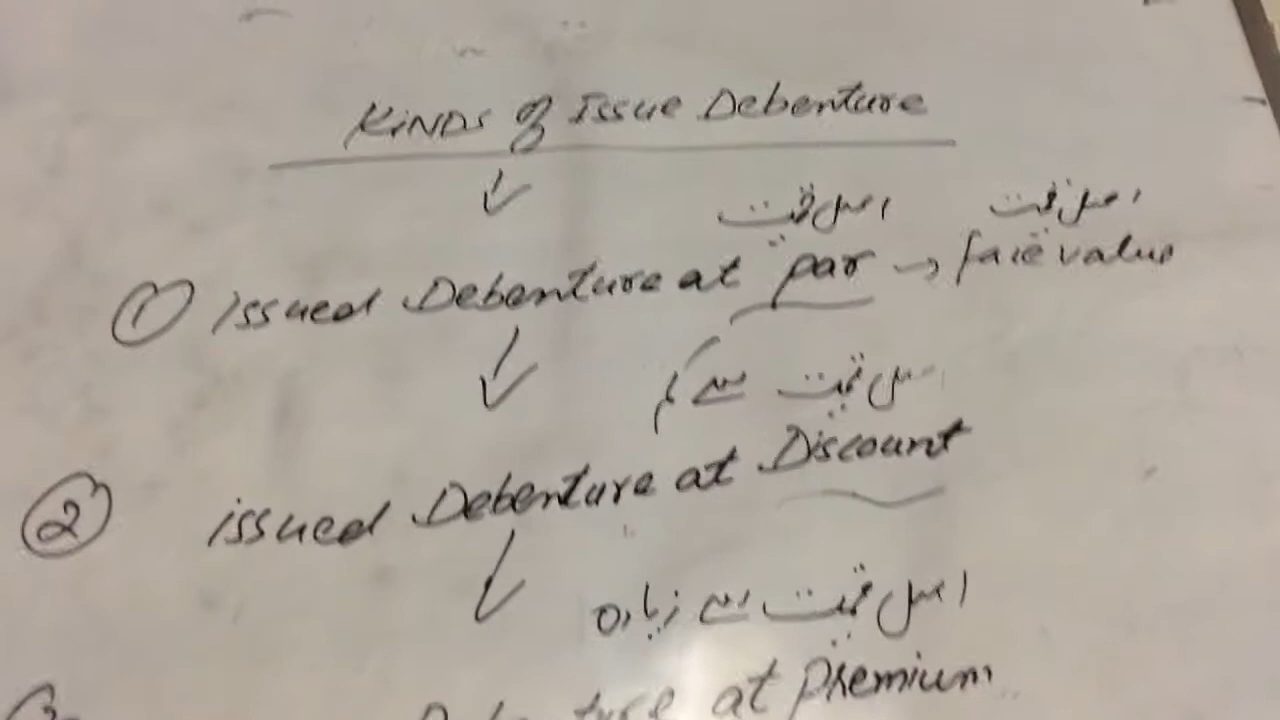 Kinds of Issue Debenture
اصل قیمت اصل قیمت
① issued Debenture at par → face value
اصل قیمت سے کم
② issued Debenture at Discount
اصل قیمت سے زیادہ
Debenture at Premium